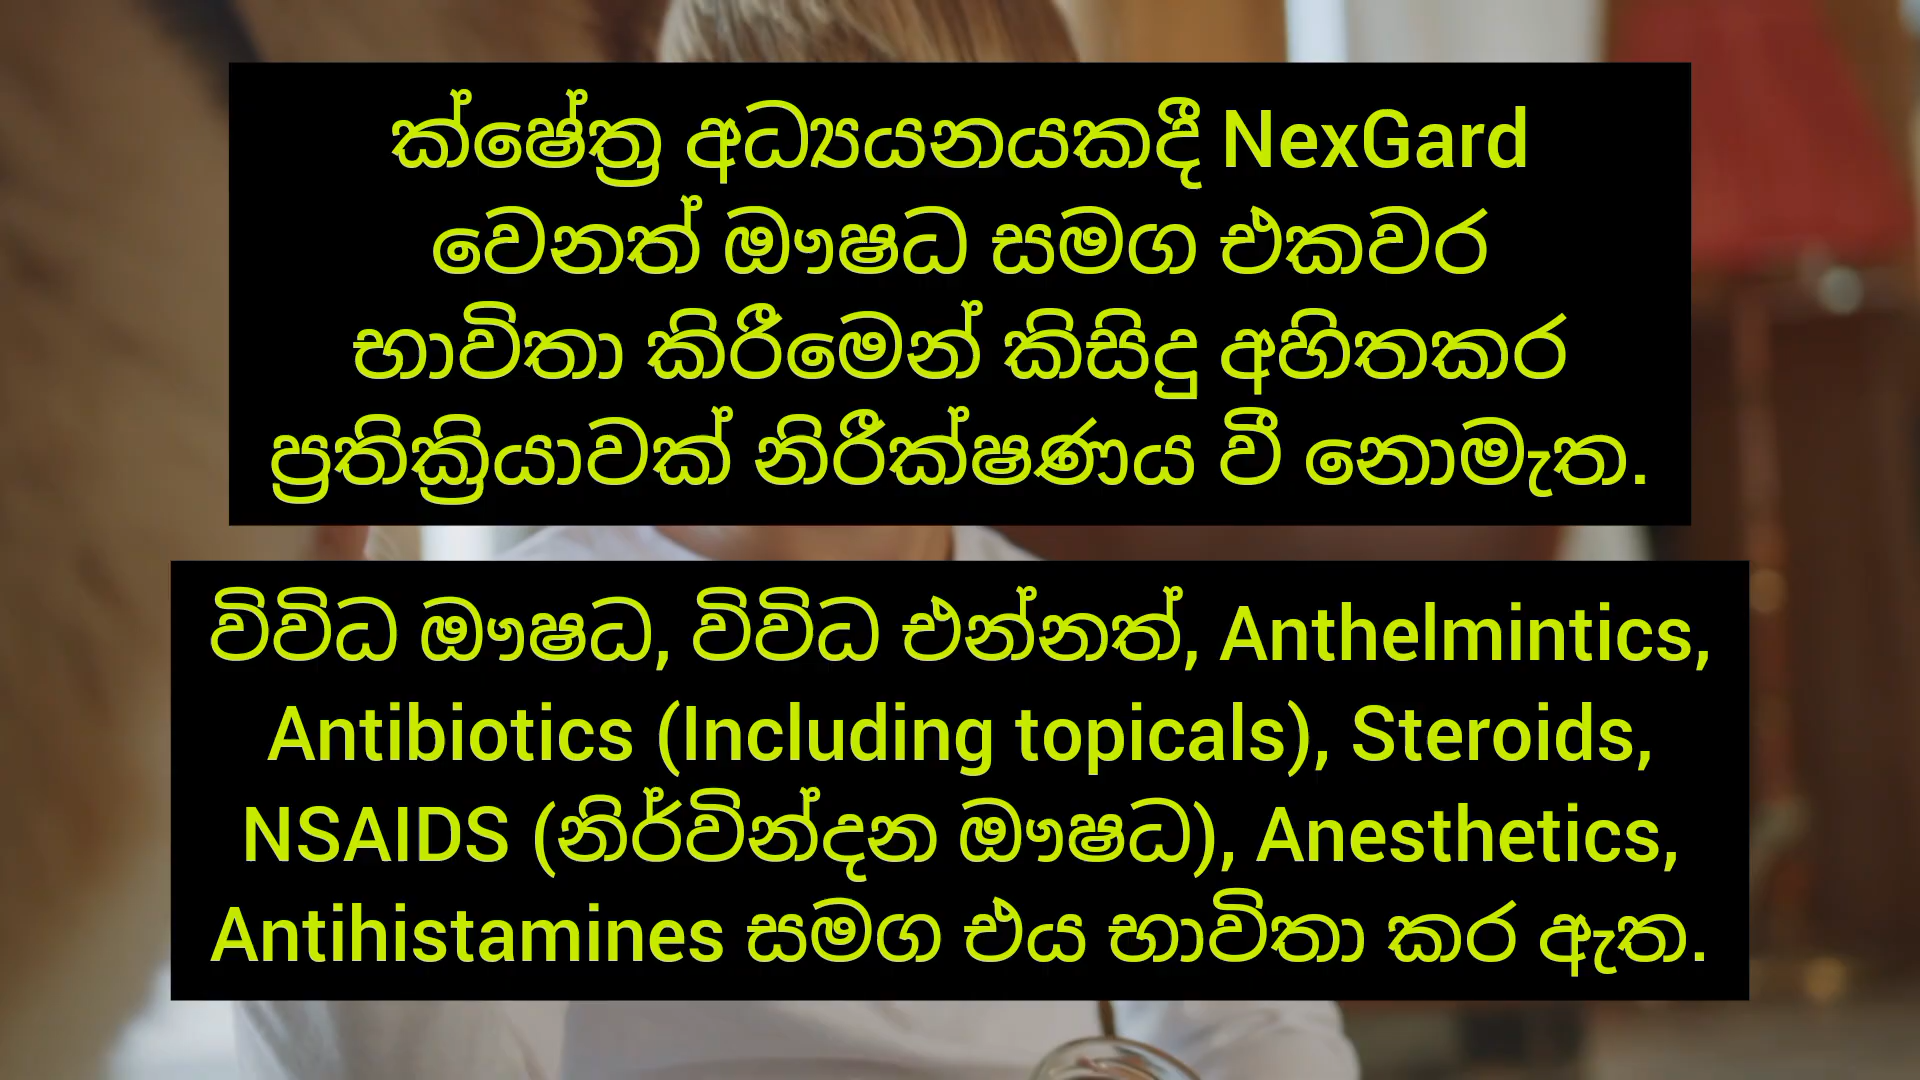 ක්ෂේත්‍ර අධ්‍යයනයකදී NexGard
වෙනත් ඖෂධ සමග එකවර
භාවිතා කිරීමෙන් කිසිදු අහිතකර
ප්‍රතික්‍රියාවක් නිරීක්ෂණය වී නොමැත.
විවිධ ඖෂධ, විවිධ එන්නත්, Anthelmintics,
Antibiotics (Including topicals), Steroids,
NSAIDS (නිර්වින්දන ඖෂධ), Anesthetics,
Antihistamines සමග එය භාවිතා කර ඇත.